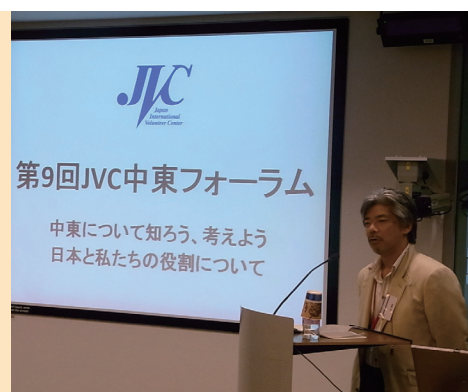 JVC
Japan
International
Volunteer Center
第9回JVC中東フォーラム
中東について知ろう、考えよう
日本と私たちの役割について